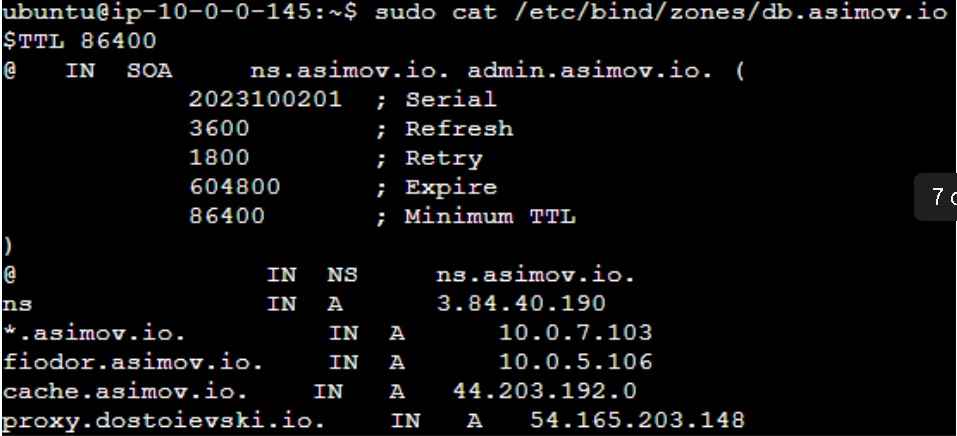 ubuntu@ip-10-0-0-145:~$ sudo cat /etc/bind/zones/db.asimov.io
$TTL 86400
@ IN SOA ns.asimov.io. admin.asimov.io. (
2023100201 ; Serial
3600 ; Refresh
1800 ; Retry
604800 ; Expire
86400 ; Minimum TTL
)
@ IN NS ns.asimov.io.
ns IN A 3.84.40.190
*.asimov.io. IN A 10.0.7.103
fiodor.asimov.io. IN A 10.0.5.106
cache.asimov.io. IN A 44.203.192.0
proxy.dostoievski.io. IN A 54.165.203.148
7